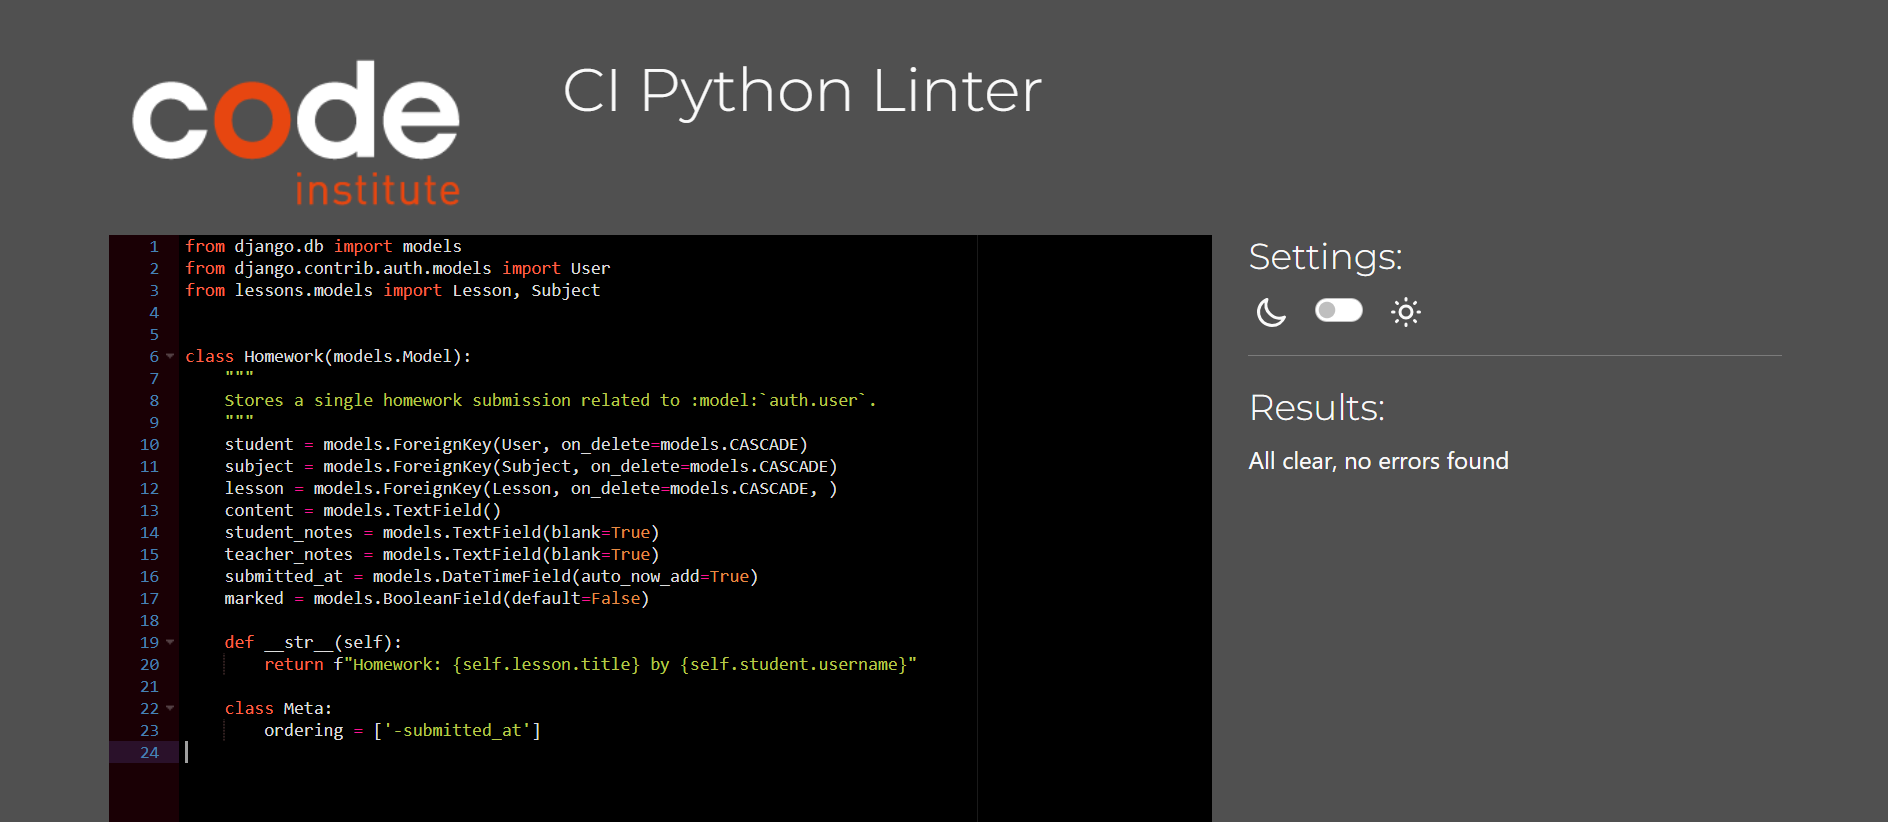 code
institute
CI Python Linter
1 from django.db import models
2 from django.contrib.auth.models import User
3 from lessons.models import Lesson, Subject
4
5
6 class Homework(models.Model):
7     """
8     Stores a single homework submission related to :model:`auth.user`.
9     """
10     student = models.ForeignKey(User, on_delete=models.CASCADE)
11     subject = models.ForeignKey(Subject, on_delete=models.CASCADE)
12     lesson = models.ForeignKey(Lesson, on_delete=models.CASCADE, )
13     content = models.TextField()
14     student_notes = models.TextField(blank=True)
15     teacher_notes = models.TextField(blank=True)
16     submitted_at = models.DateTimeField(auto_now_add=True)
17     marked = models.BooleanField(default=False)
18
19     def __str__(self):
20         return f"Homework: {self.lesson.title} by {self.student.username}"
21
22     class Meta:
23         ordering = ['-submitted_at']
24
Settings:
Results:
All clear, no errors found